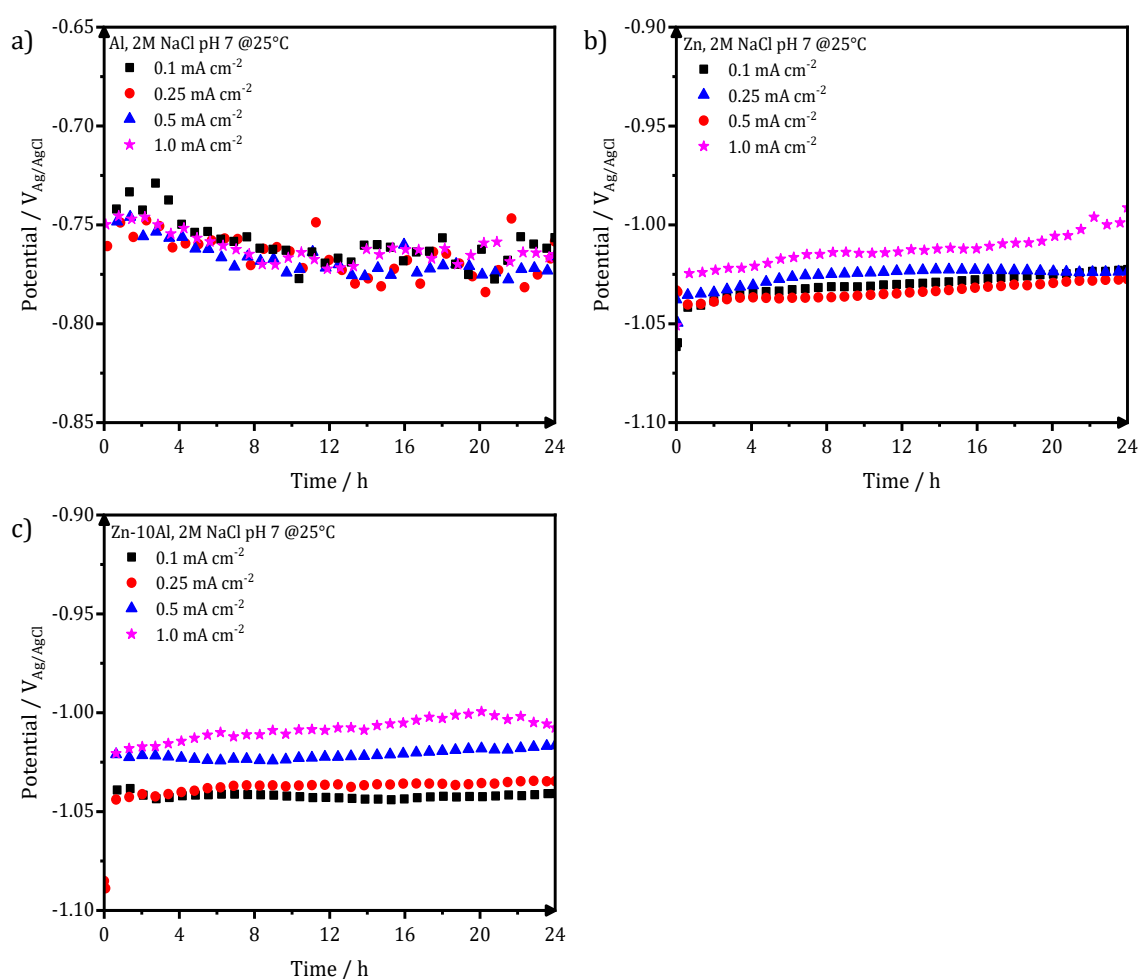 a)
Al, 2M NaCl pH 7 @25°C
0.1 mA cm⁻²
0.25 mA cm⁻²
0.5 mA cm⁻²
1.0 mA cm⁻²
-0.65
-0.70
-0.75
-0.80
-0.85
Potential / V_Ag/AgCl
0 4 8 12 16 20 24
Time / h
b)
Zn, 2M NaCl pH 7 @25°C
0.1 mA cm⁻²
0.25 mA cm⁻²
0.5 mA cm⁻²
1.0 mA cm⁻²
-0.90
-0.95
-1.00
-1.05
-1.10
Potential / V_Ag/AgCl
0 4 8 12 16 20 24
Time / h
c)
Zn-10Al, 2M NaCl pH 7 @25°C
0.1 mA cm⁻²
0.25 mA cm⁻²
0.5 mA cm⁻²
1.0 mA cm⁻²
-0.90
-0.95
-1.00
-1.05
-1.10
Potential / V_Ag/AgCl
0 4 8 12 16 20 24
Time / h